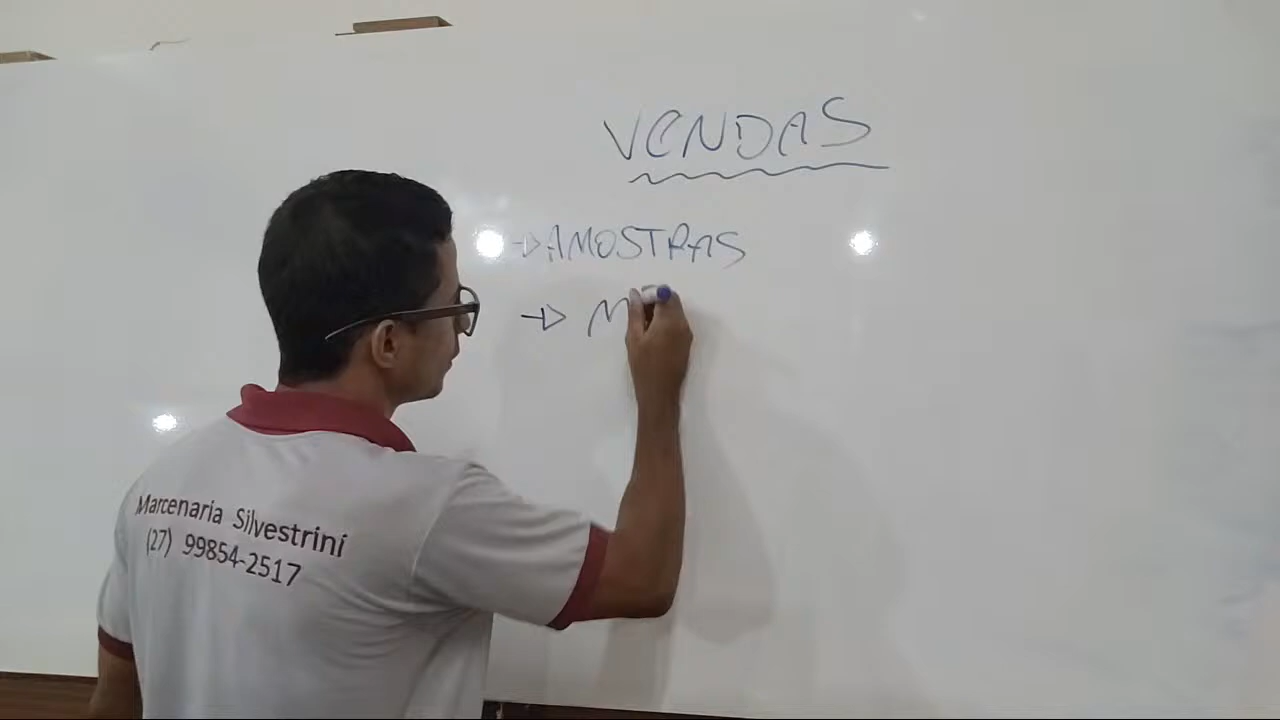 VENDAS
→ AMOSTRAS
→ M
Marcenaria Silvestrini
(27) 99854-2517